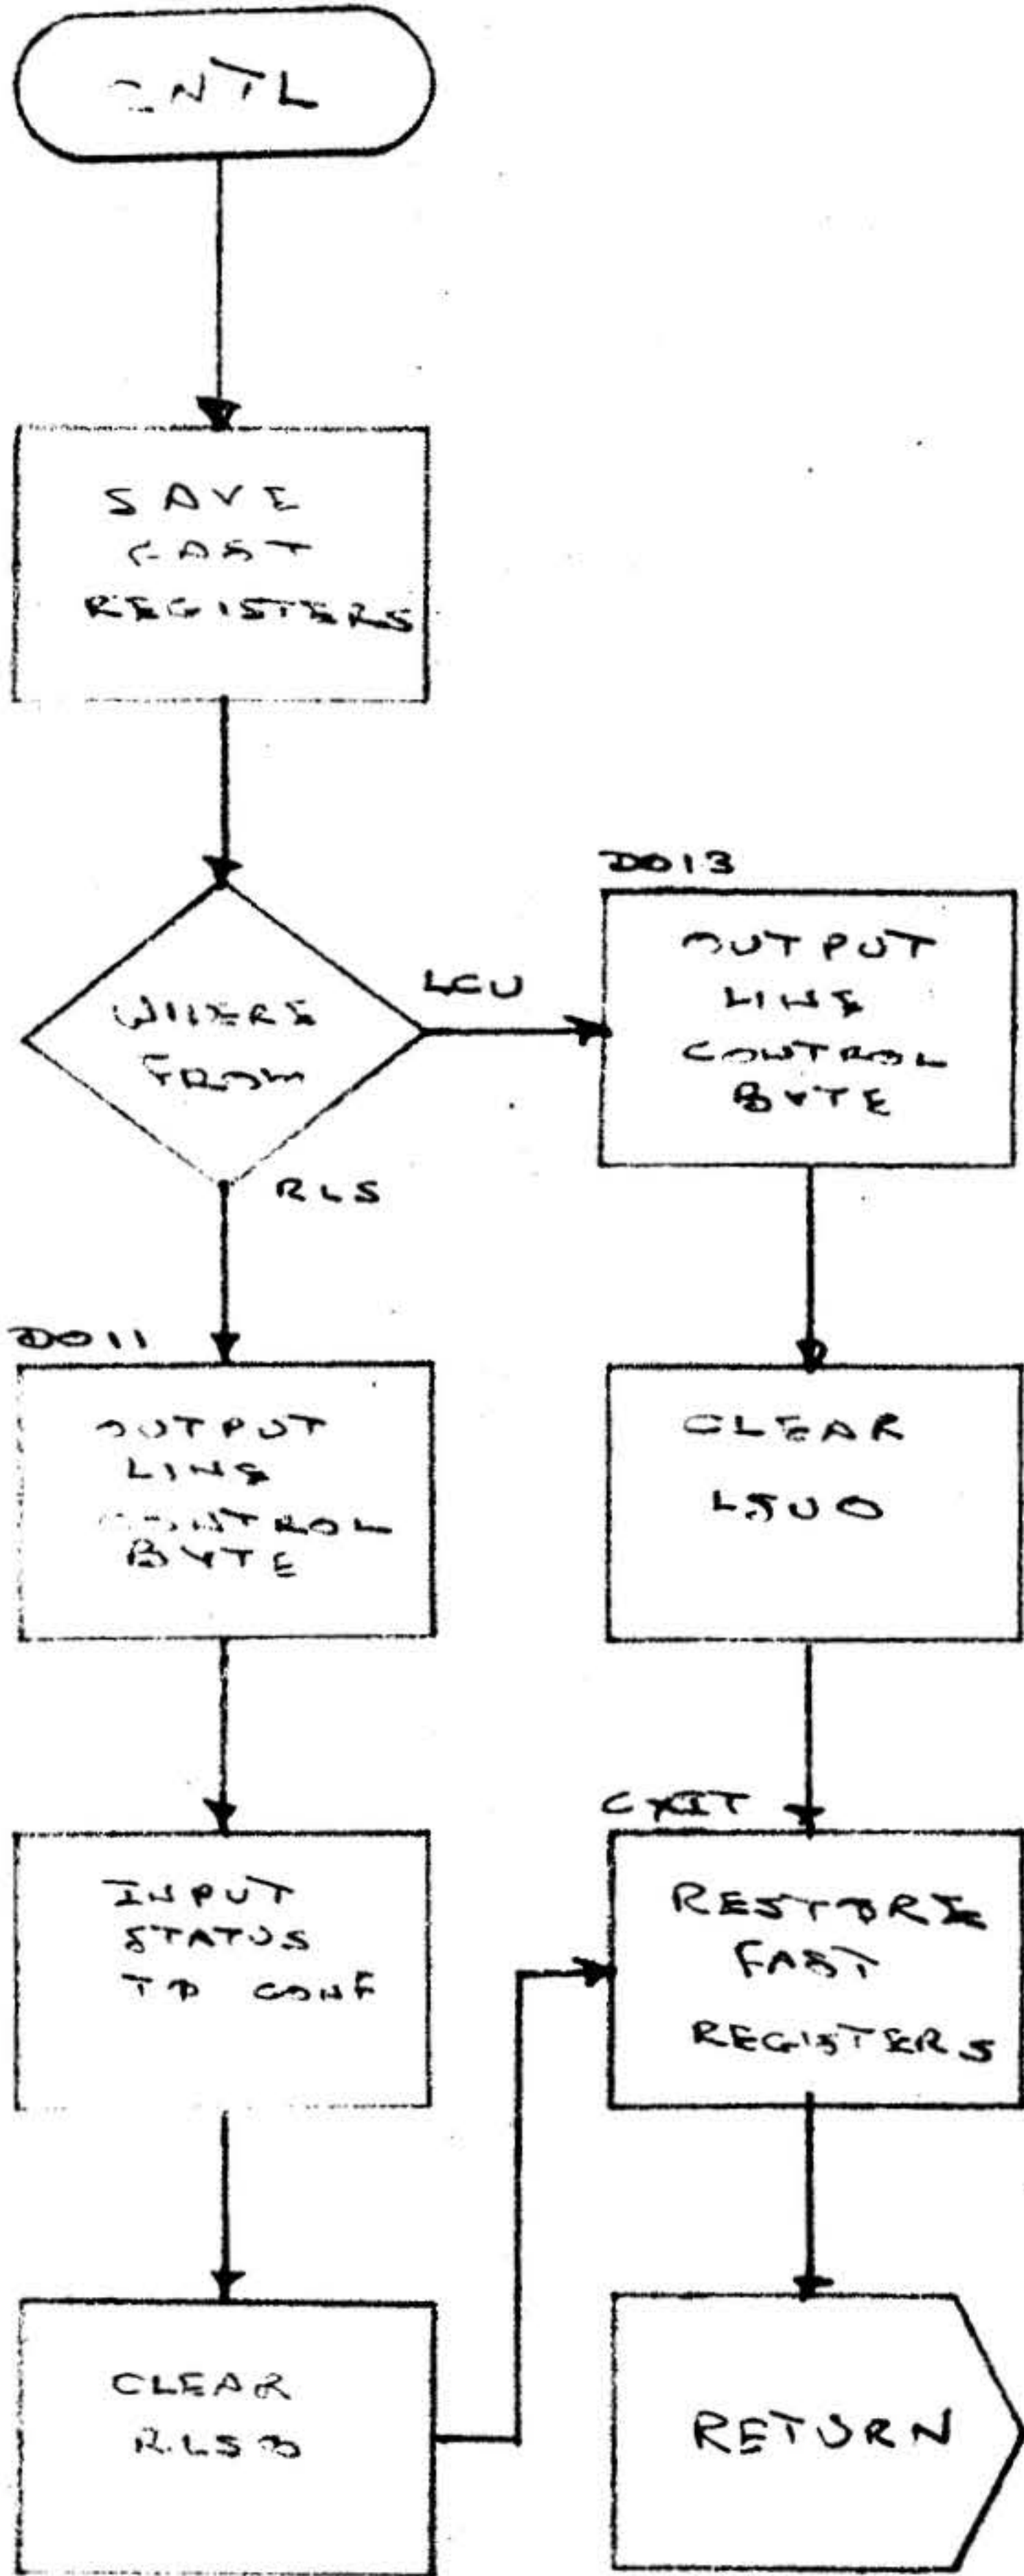 CNTL
SAVE
FAST
REGISTERS
WHERE
FROM
LCU
RLS
DO13
OUTPUT
LINE
CONTROL
BYTE
CLEAR
DO11
OUTPUT
LINE
CONTROL
BYTE
INPUT
STATUS
TO CONF
CLEAR
CXIT
RESTORE
FAST
REGISTERS
RETURN